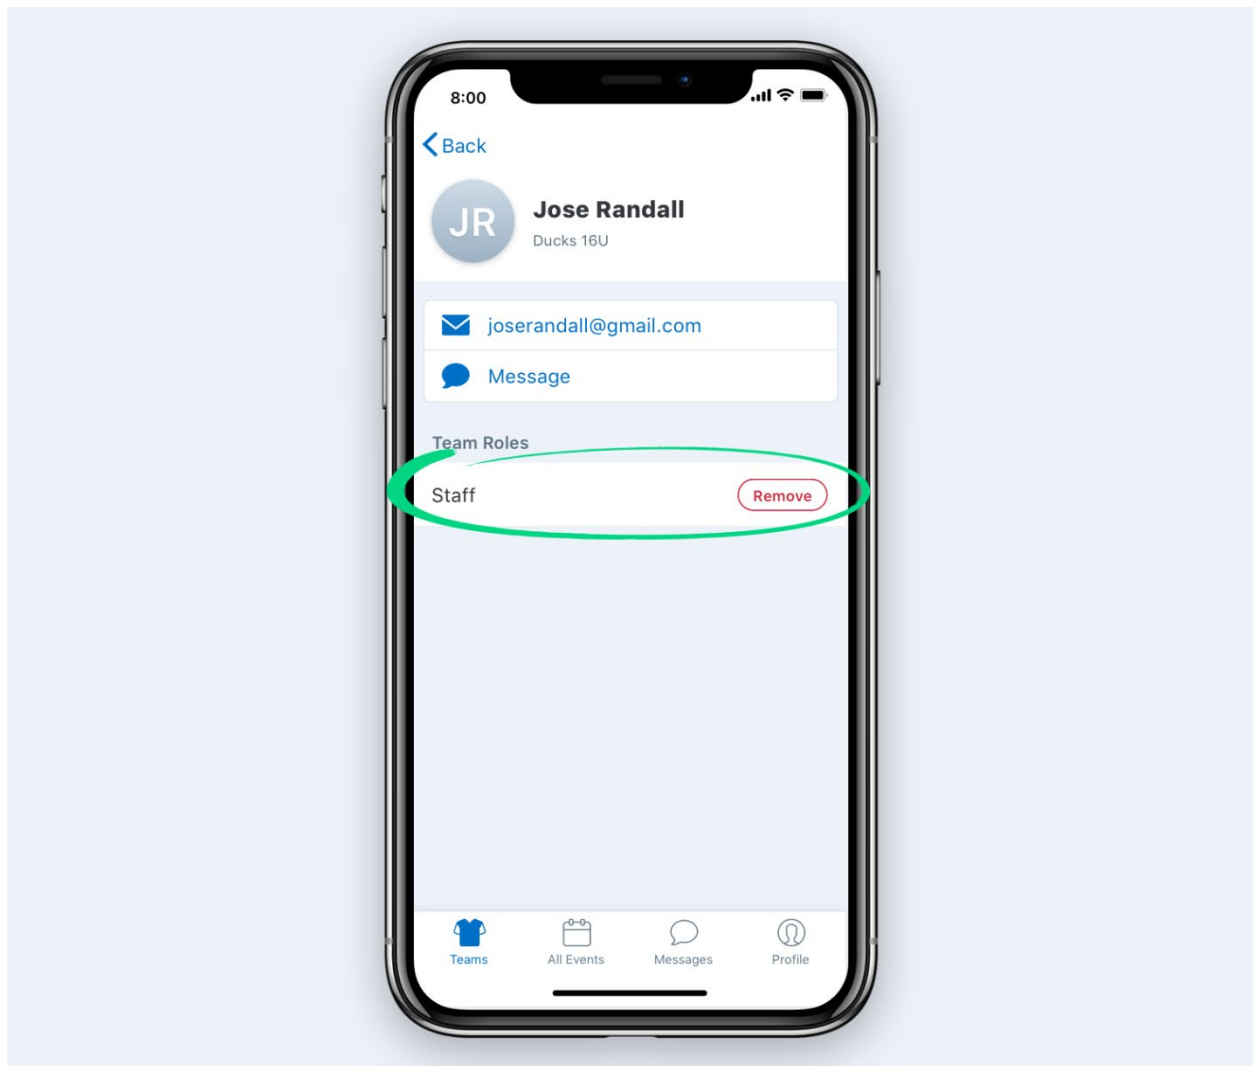 8:00
Back
JR
Jose Randall
Ducks 16U
joserandall@gmail.com
Message
Team Roles
Staff
Remove
Teams
All Events
Messages
Profile